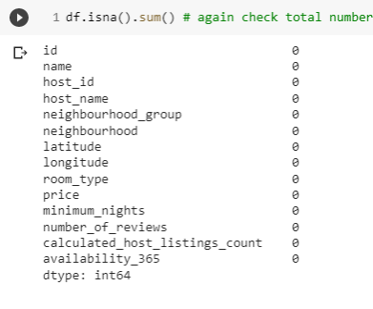 1 df.isna().sum() # again check total number
id 0
name 0
host_id 0
host_name 0
neighbourhood_group 0
neighbourhood 0
latitude 0
longitude 0
room_type 0
price 0
minimum_nights 0
number_of_reviews 0
calculated_host_listings_count 0
availability_365 0
dtype: int64